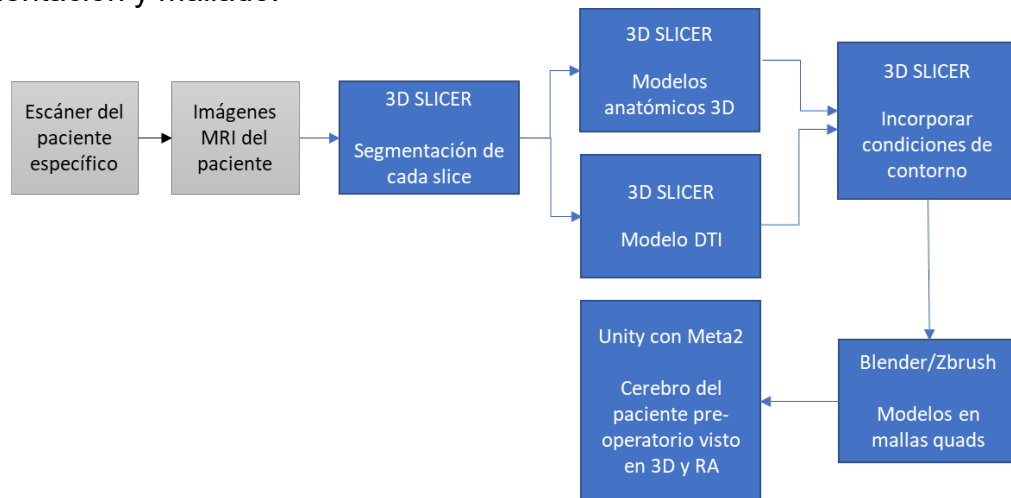 Escáner del
paciente
específico
Imágenes
MRI del
paciente
3D SLICER
Segmentación de
cada slice
3D SLICER
Modelos
anatómicos 3D
3D SLICER
Modelo DTI
3D SLICER
Incorporar
condiciones de
contorno
Blender/Zbrush
Modelos en
mallas quads
Unity con Meta2
Cerebro del
paciente pre-
operatorio visto
en 3D y RA